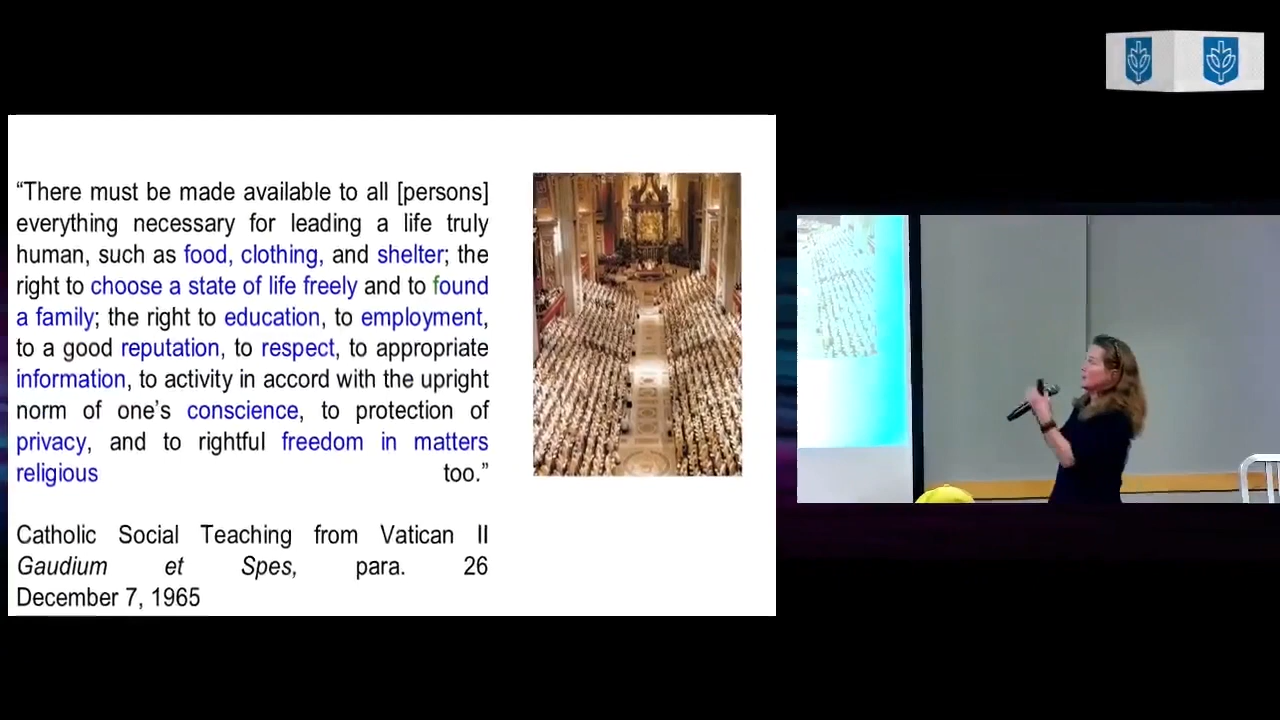 “There must be made available to all [persons]
everything necessary for leading a life truly
human, such as food, clothing, and shelter; the
right to choose a state of life freely and to found
a family; the right to education, to employment,
to a good reputation, to respect, to appropriate
information, to activity in accord with the upright
norm of one’s conscience, to protection of
privacy, and to rightful freedom in matters
religious too.”
Catholic Social Teaching from Vatican II
Gaudium et Spes, para. 26
December 7, 1965